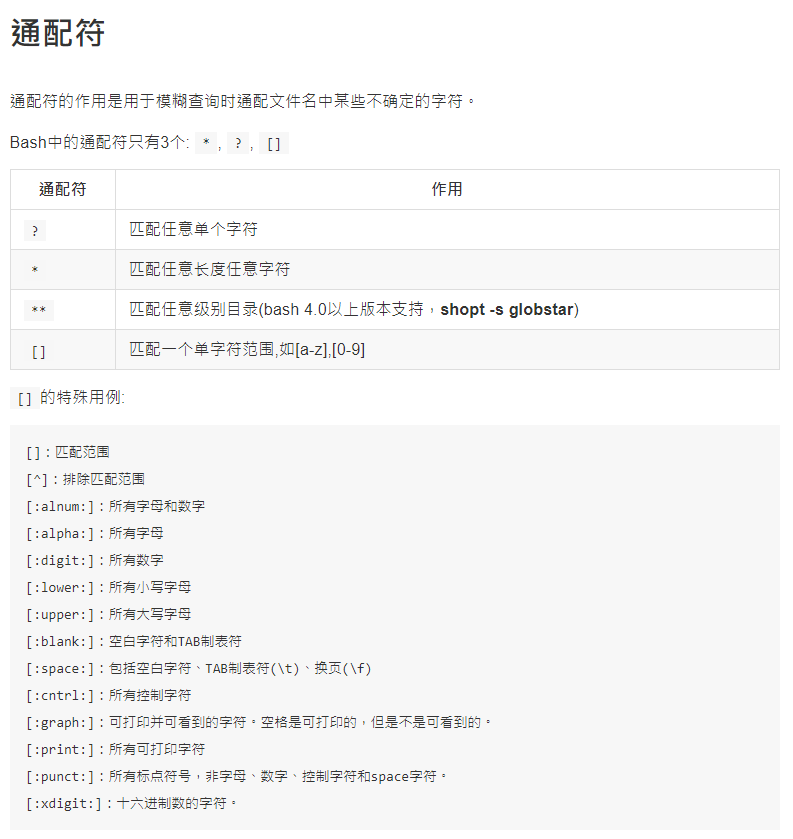 通配符
通配符的作用是用于模糊查询时通配文件名中某些不确定的字符。
Bash中的通配符只有3个: * , ? , []
通配符 作用
? 匹配任意单个字符
* 匹配任意长度任意字符
** 匹配任意级别目录(bash 4.0以上版本支持，shopt -s globstar)
[] 匹配一个单字符范围,如[a-z],[0-9]
[] 的特殊用例:
[]：匹配范围
[^]：排除匹配范围
[:alnum:]：所有字母和数字
[:alpha:]：所有字母
[:digit:]：所有数字
[:lower:]：所有小写字母
[:upper:]：所有大写字母
[:blank:]：空白字符和TAB制表符
[:space:]：包括空白字符、TAB制表符(\t)、换页(\f)
[:cntrl:]：所有控制字符
[:graph:]：可打印并可看到的字符。空格是可打印的，但是不是可看到的。
[:print:]：所有可打印字符
[:punct:]：所有标点符号，非字母、数字、控制字符和space字符。
[:xdigit:]：十六进制数的字符。